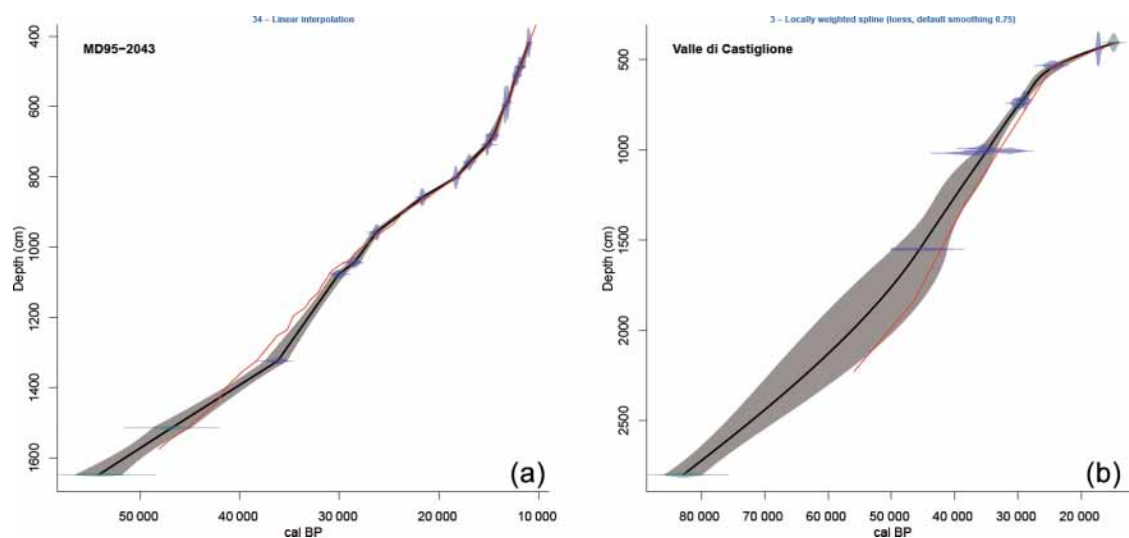 34 – Linear interpolation
MD95−2043
400
600
800
1000
1200
1400
1600
Depth (cm)
50 000
40 000
30 000
20 000
10 000
cal BP
(a)
3 – Locally weighted spline (loess, default smoothing 0.75)
Valle di Castiglione
500
1000
1500
2000
2500
Depth (cm)
80 000
70 000
60 000
50 000
40 000
30 000
20 000
cal BP
(b)